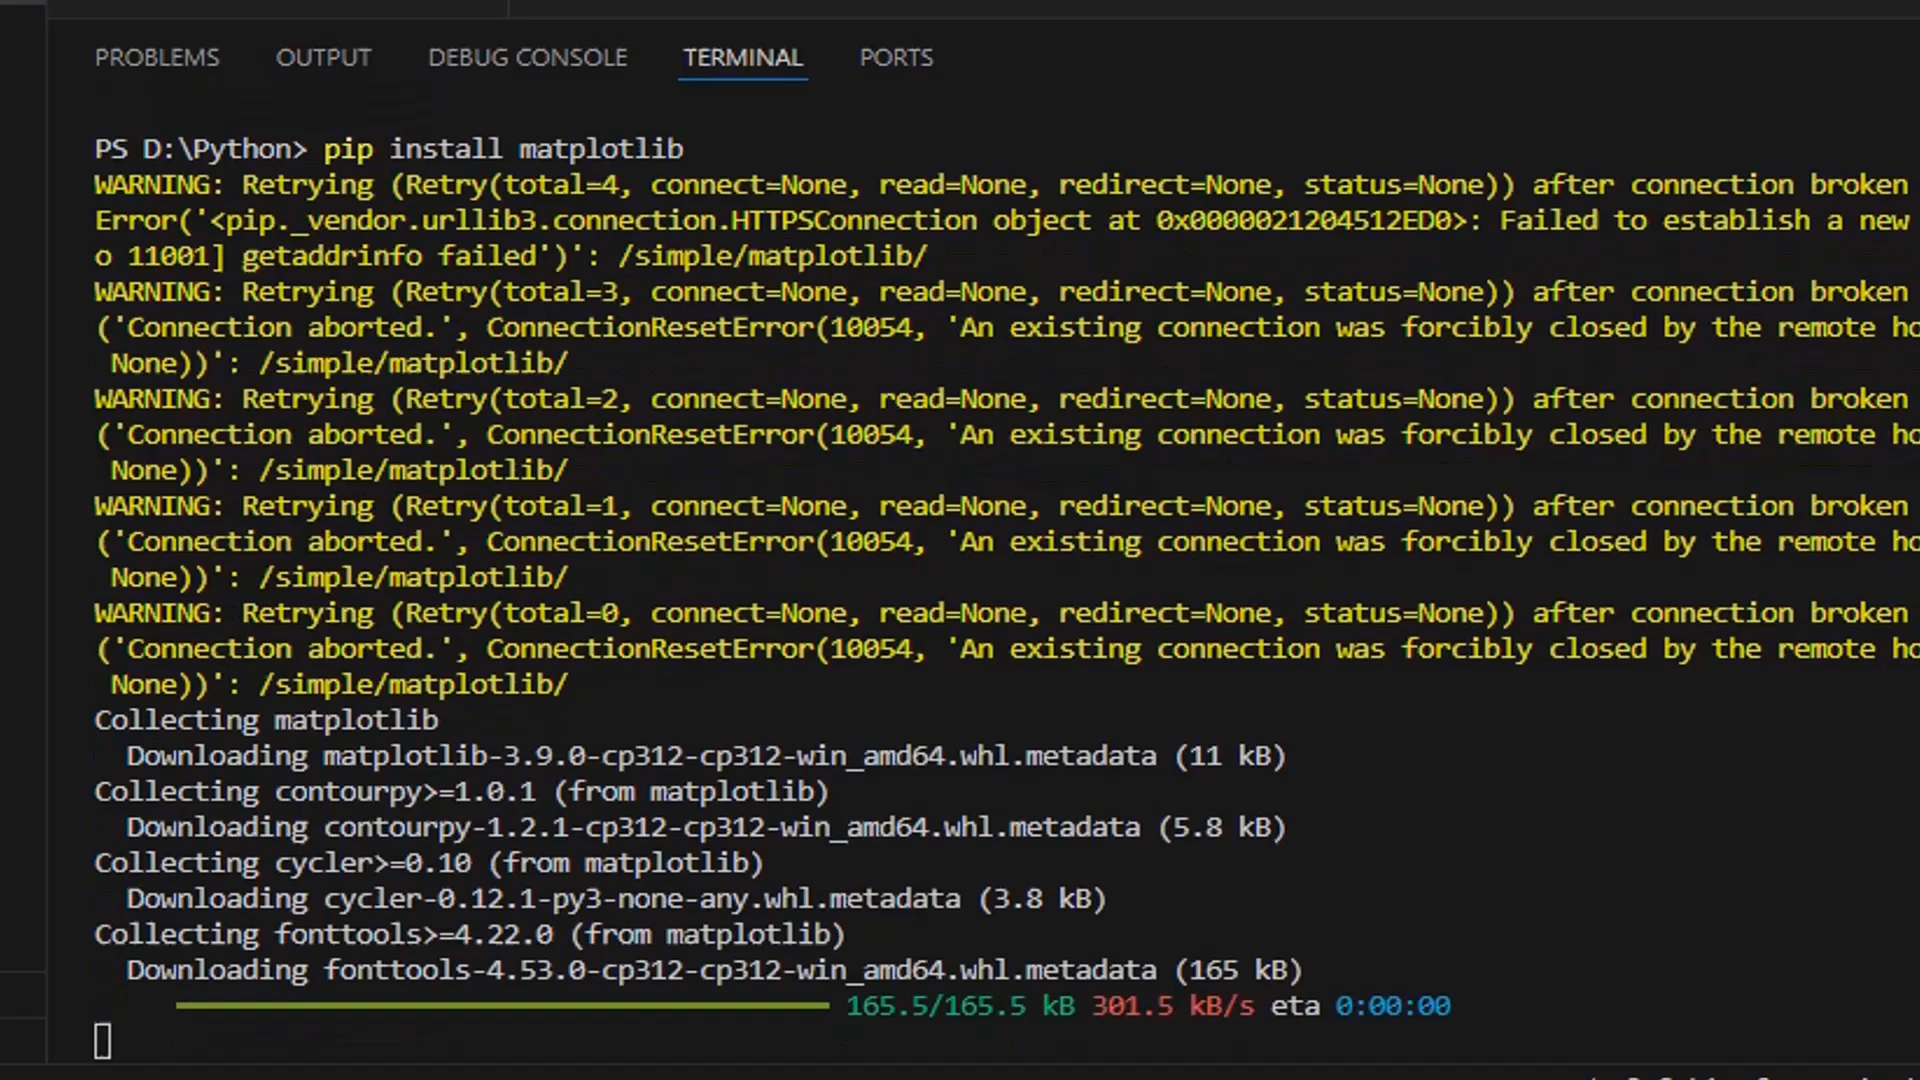 PROBLEMS OUTPUT DEBUG CONSOLE TERMINAL PORTS
PS D:\Python> pip install matplotlib
WARNING: Retrying (Retry(total=4, connect=None, read=None, redirect=None, status=None)) after connection broken
Error('<pip._vendor.urllib3.connection.HTTPSConnection object at 0x0000021204512ED0>: Failed to establish a new
o 11001] getaddrinfo failed')': /simple/matplotlib/
WARNING: Retrying (Retry(total=3, connect=None, read=None, redirect=None, status=None)) after connection broken
('Connection aborted.', ConnectionResetError(10054, 'An existing connection was forcibly closed by the remote ho
None))': /simple/matplotlib/
WARNING: Retrying (Retry(total=2, connect=None, read=None, redirect=None, status=None)) after connection broken
('Connection aborted.', ConnectionResetError(10054, 'An existing connection was forcibly closed by the remote ho
None))': /simple/matplotlib/
WARNING: Retrying (Retry(total=1, connect=None, read=None, redirect=None, status=None)) after connection broken
('Connection aborted.', ConnectionResetError(10054, 'An existing connection was forcibly closed by the remote ho
None))': /simple/matplotlib/
WARNING: Retrying (Retry(total=0, connect=None, read=None, redirect=None, status=None)) after connection broken
('Connection aborted.', ConnectionResetError(10054, 'An existing connection was forcibly closed by the remote ho
None))': /simple/matplotlib/
Collecting matplotlib
Downloading matplotlib-3.9.0-cp312-cp312-win_amd64.whl.metadata (11 kB)
Collecting contourpy>=1.0.1 (from matplotlib)
Downloading contourpy-1.2.1-cp312-cp312-win_amd64.whl.metadata (5.8 kB)
Collecting cycler>=0.10 (from matplotlib)
Downloading cycler-0.12.1-py3-none-any.whl.metadata (3.8 kB)
Collecting fonttools>=4.22.0 (from matplotlib)
Downloading fonttools-4.53.0-cp312-cp312-win_amd64.whl.metadata (165 kB)
165.5/165.5 kB 301.5 kB/s eta 0:00:00